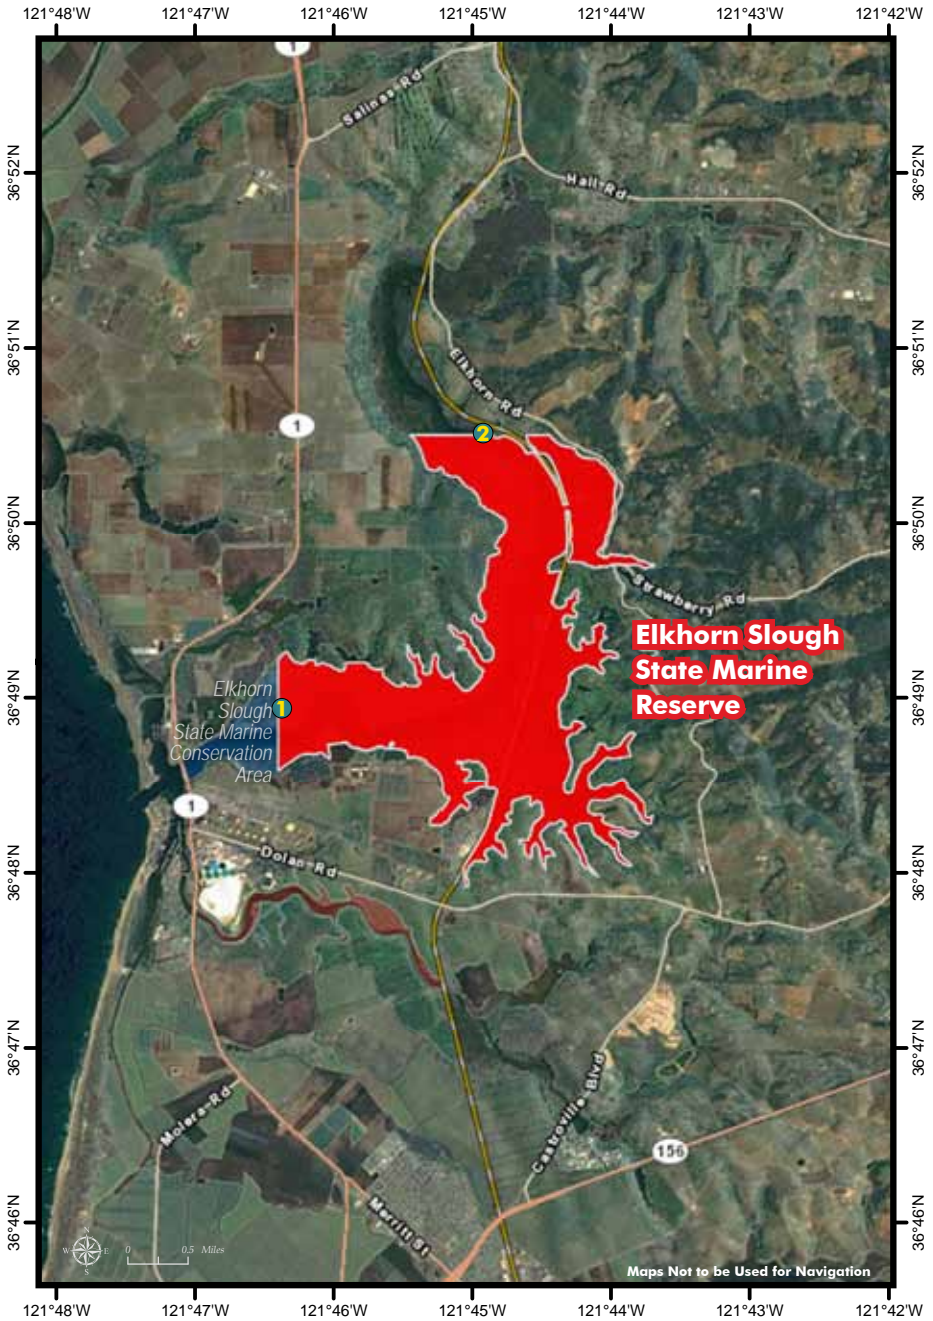 121°48'W 121°47'W 121°46'W 121°45'W 121°44'W 121°43'W 121°42'W
1
Salinas Rd
36°52'N 36°52'N
Hall Rd
36°51'N 36°51'N
Elkhorn Rd
1
2
36°50'N 36°50'N
Strawberry Rd
Elkhorn Slough
State Marine
Reserve
36°49'N 36°49'N
Elkhorn
Slough
State Marine
Conservation
Area
1
1
Dolan Rd
36°48'N 36°48'N
36°47'N 36°47'N
Molera Rd
Castroville Blvd
156
Merritt St
36°46'N 36°46'N
N
W E
S
0 0.5 Miles
Maps Not to be Used for Navigation
121°48'W 121°47'W 121°46'W 121°45'W 121°44'W 121°43'W 121°42'W